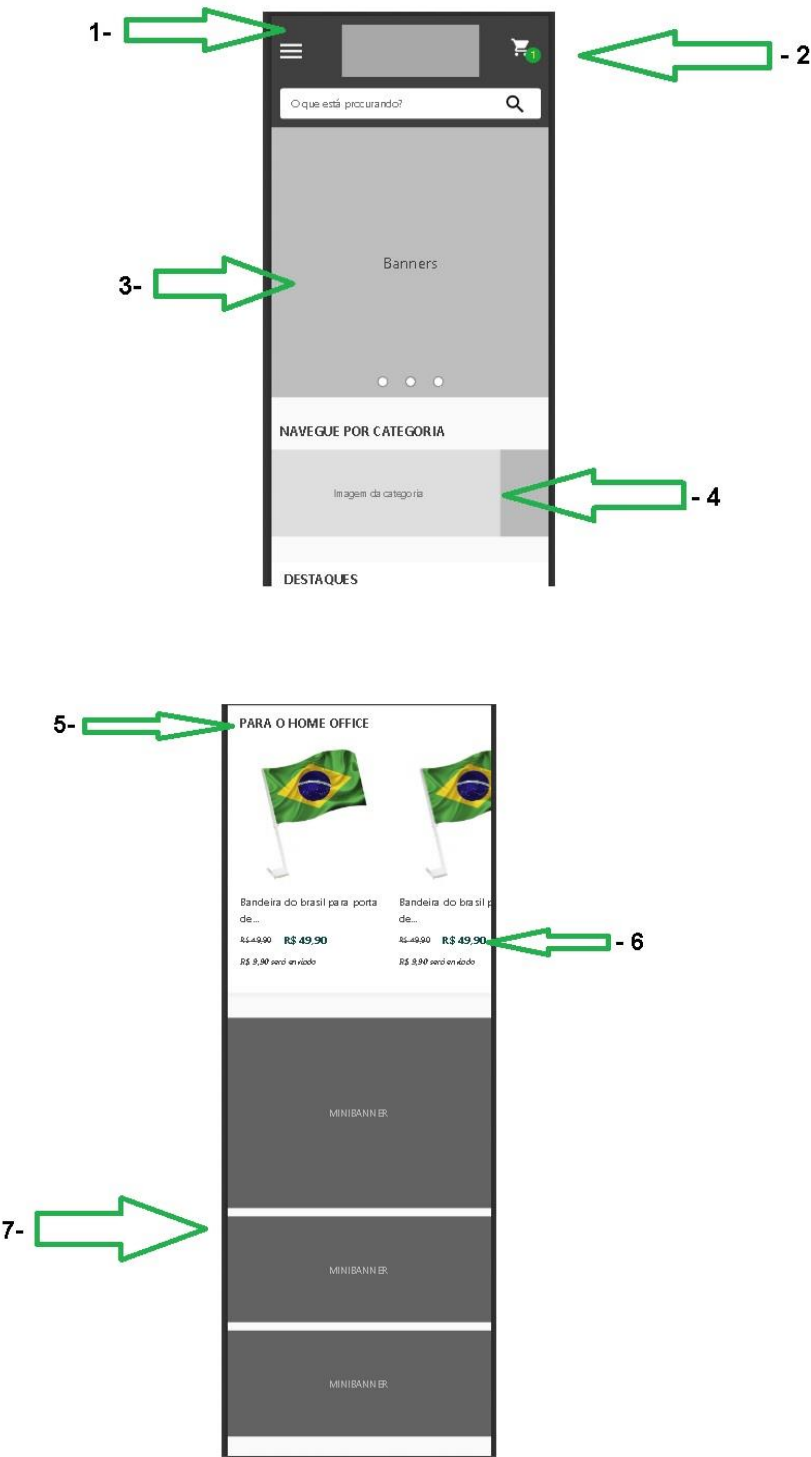 1-
1
- 2
O que está procurando?
Banners
3-
NAVEGUE POR CATEGORIA
Imagem da categoria
- 4
DESTAQUES
5-
PARA O HOME OFFICE
Bandeira do brasil para porta
de...
R$ 49,90 R$ 49,90
R$ 9,90 será enviado
Bandeira do brasil p
de...
R$ 49,90 R$ 49,90
R$ 9,90 será enviado
- 6
MINIBANNER
7-
MINIBANNER
MINIBANNER